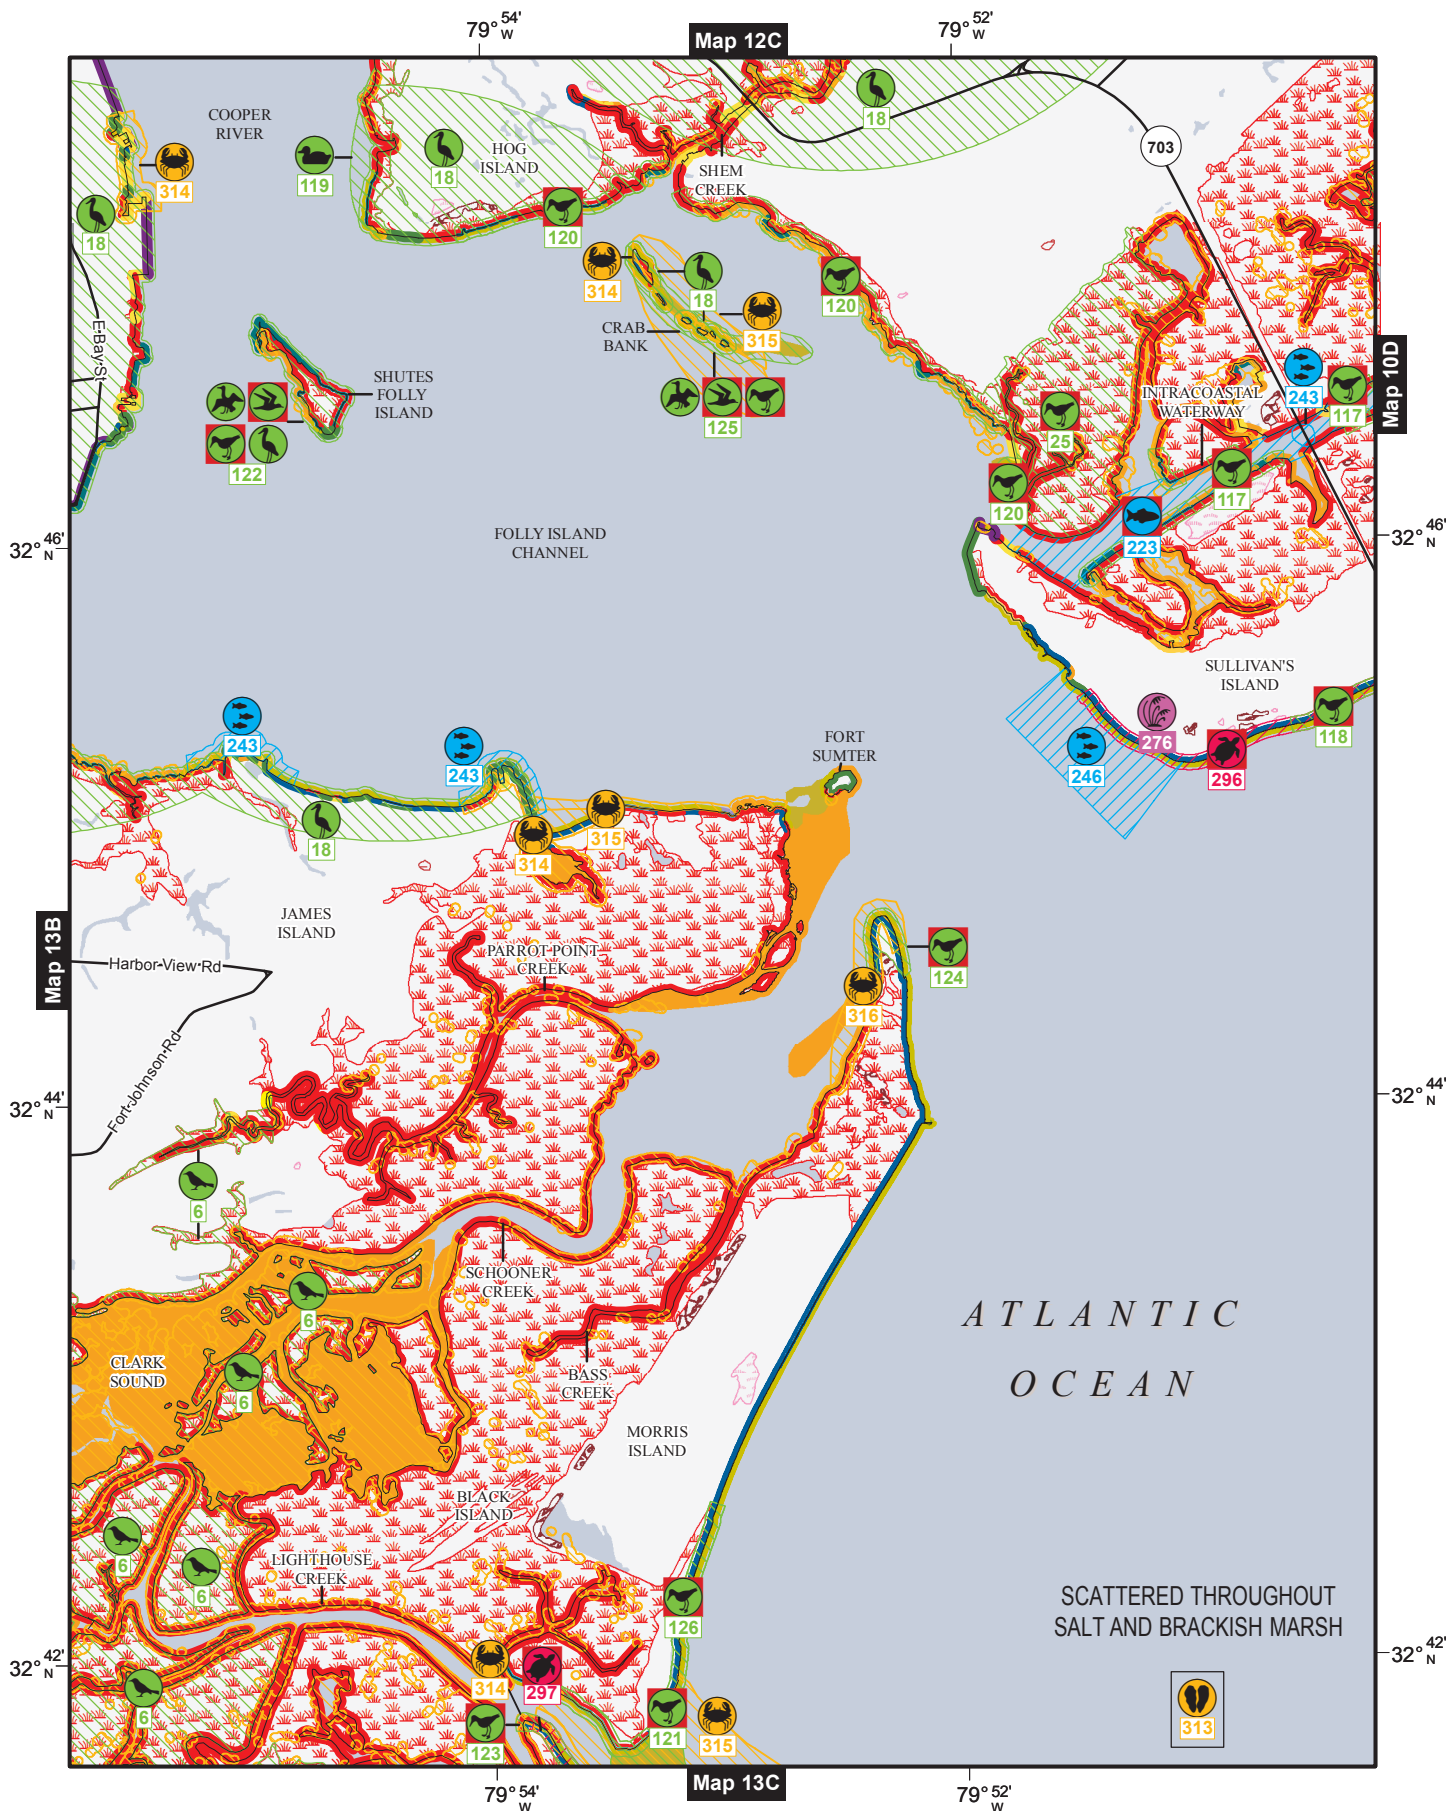 79° 54' W
79° 52' W
Map 12C
COOPER
RIVER
HOG
ISLAND
SHEM
CREEK
18
703
314
119
18
18
120
314
18
120
CRAB
BANK
315
E Bay St
SHUTES
FOLLY
ISLAND
INTRACOASTAL
WATERWAY
243
117
Map 10D
125
122
25
120
117
FOLLY ISLAND
CHANNEL
223
32° 46' N
32° 46' N
SULLIVAN'S
ISLAND
118
276
243
243
246
296
FORT
SUMTER
18
314
315
JAMES
ISLAND
Map 13B
Harbor View Rd
PARROT POINT
CREEK
124
316
Fort Johnson Rd
32° 44' N
32° 44' N
6
SCHOONER
CREEK
6
CLARK
SOUND
6
BASS
CREEK
ATLANTIC
OCEAN
MORRIS
ISLAND
BLACK
ISLAND
6
6
LIGHTHOUSE
CREEK
126
SCATTERED THROUGHOUT
SALT AND BRACKISH MARSH
32° 42' N
32° 42' N
314
297
6
123
121
315
313
Map 13C
79° 54' W
79° 52' W